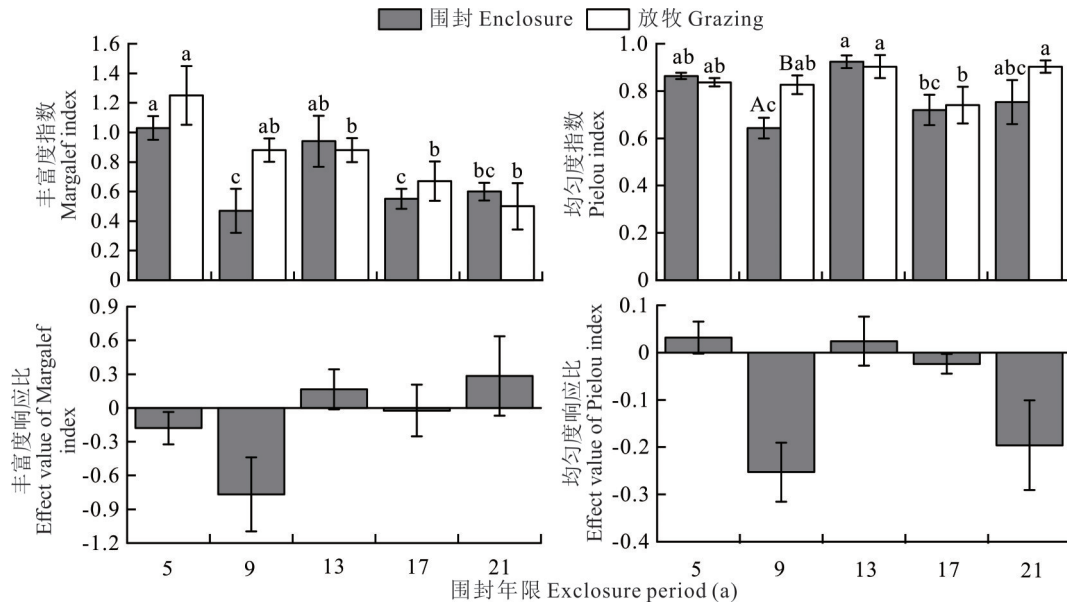 围封 Enclosure 放牧 Grazing
丰富度指数
Margalef index
1.6
1.4
1.2
1.0
0.8
0.6
0.4
0.2
0
a a
c ab
ab b
c b
bc b
均匀度指数
Pielou index
1.0
0.8
0.6
0.4
0.2
0
ab ab
Ac Bab
a a
bc b
abc a
丰富度响应比
Effect value of Margalef
index
0.9
0.6
0.3
0
-0.3
-0.6
-0.9
-1.2
5 9 13 17 21
均匀度响应比
Effect value of Pielou index
0.1
0
-0.1
-0.2
-0.3
-0.4
5 9 13 17 21
围封年限 Exclosure period (a)